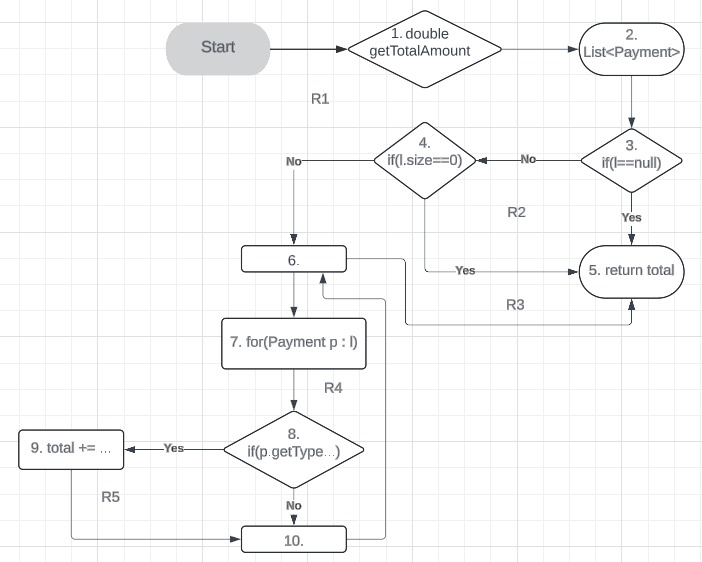 Start
1. double
getTotalAmount
2.
List<Payment>
R1
4.
if(l.size==0)
3.
if(l==null)
No
No
R2
Yes
6.
Yes
5. return total
R3
7. for(Payment p : l)
R4
8.
if(p.getType...)
9. total += ...
Yes
R5
No
10.